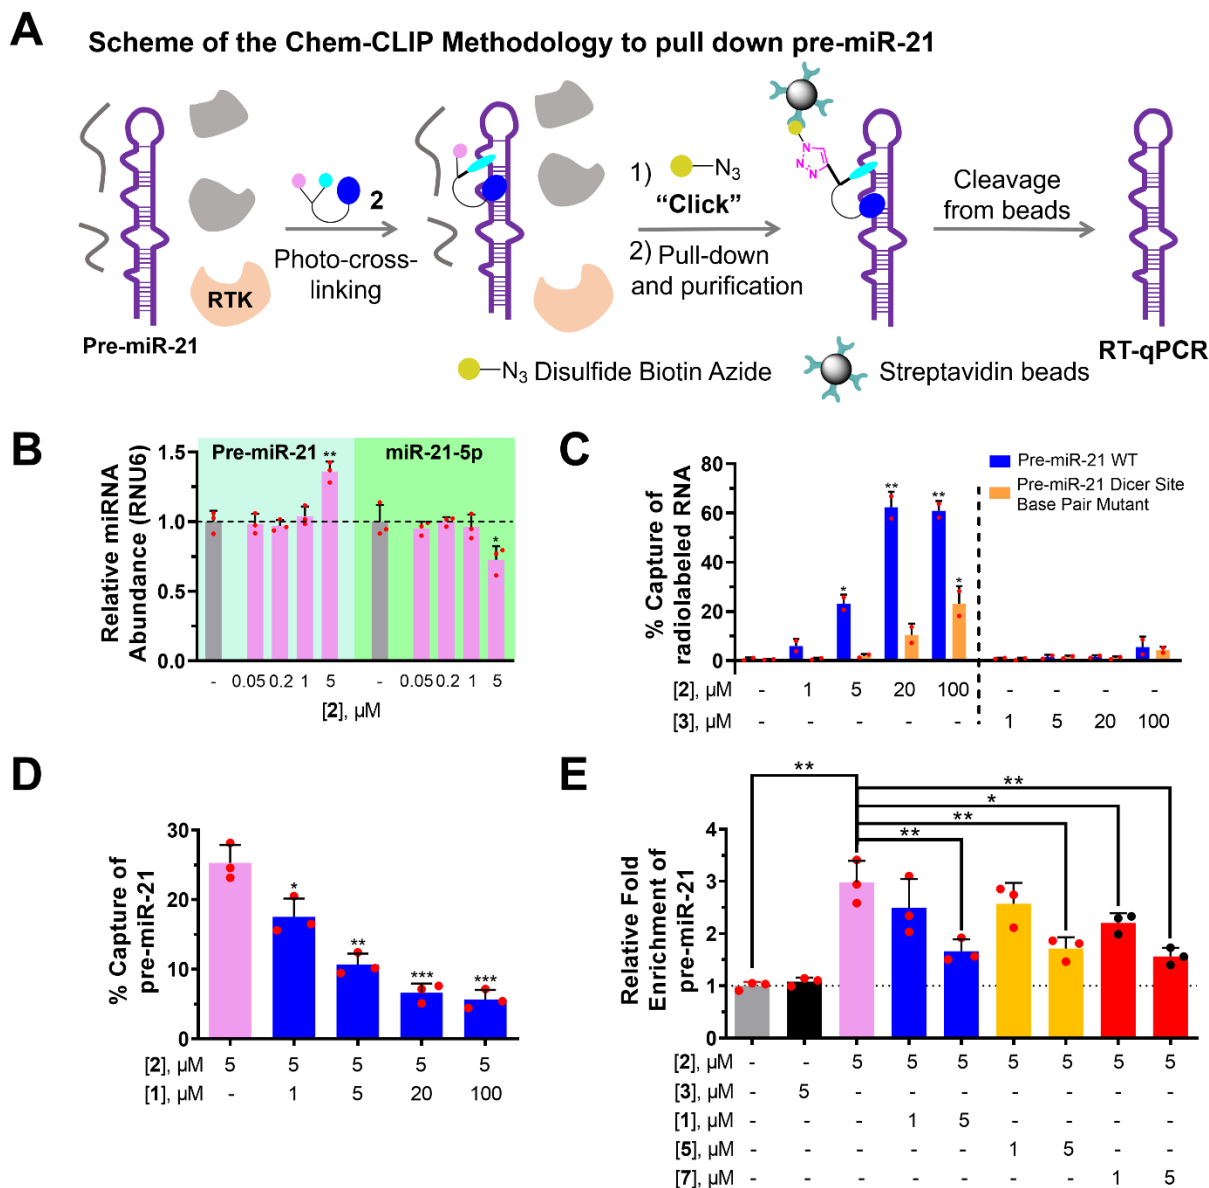 A
Scheme of the Chem-CLIP Methodology to pull down pre-miR-21
RTK
Pre-miR-21
2
Photo-cross-
linking
1)
N3
“Click”
2) Pull-down
and purification
N
N
N
Cleavage
from beads
RT-qPCR
N3 Disulfide Biotin Azide
Streptavidin beads
B
Relative miRNA
Abundance (RNU6)
1.5
1.0
0.5
0.0
Pre-miR-21
miR-21-5p
**
*
- 0.05 0.2 1 5 - 0.05 0.2 1 5
[2], μM
C
% Capture of
radiolabeled RNA
80
60
40
20
0
Pre-miR-21 WT
Pre-miR-21 Dicer Site
Base Pair Mutant
* ** ** *
[2], μM - 1 5 20 100 - - - -
[3], μM - - - - - 1 5 20 100
D
% Capture of
pre-miR-21
30
20
10
0
* ** *** ***
[2], μM 5 5 5 5 5
[1], μM - 1 5 20 100
E
Relative Fold
Enrichment of
pre-miR-21
4
3
2
1
0
** **
*
**
**
[2], μM - - 5 5 5 5 5 5 5
[3], μM - 5 - - - - - - -
[1], μM - - - 1 5 - - - -
[5], μM - - - - - 1 5 - -
[7], μM - - - - - - - 1 5